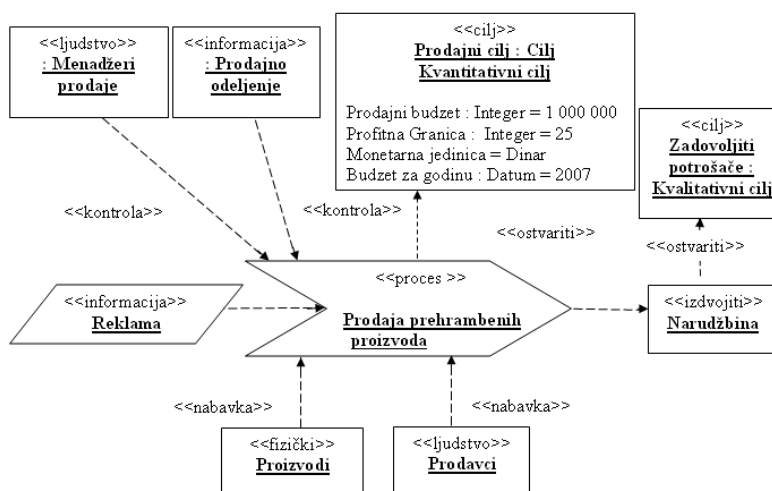 <<ljudstvo>>
: Menadžeri
prodaje
<<informacija>>
: Prodajno
odeljenje
<<cilj>>
Prodajni cilj : Cilj
Kvantitativni cilj
Prodajni budzet : Integer = 1 000 000
Profitna Granica :  Integer = 25
Monetarna jedinica = Dinar
Budzet za godinu : Datum = 2007
<<cilj>>
Zadovoljiti
potrošače :
Kvalitativni cilj
<<kontrola>>
<<kontrola>>
<<ostvariti>>
<<ostvariti>>
<<informacija>>
Reklama
<<proces >>
Prodaja prehrambenih
proizvoda
<<izdvojiti>>
Narudžbina
<<nabavka>>
<<nabavka>>
<<fizički>>
Proizvodi
<<ljudstvo>>
Prodavci